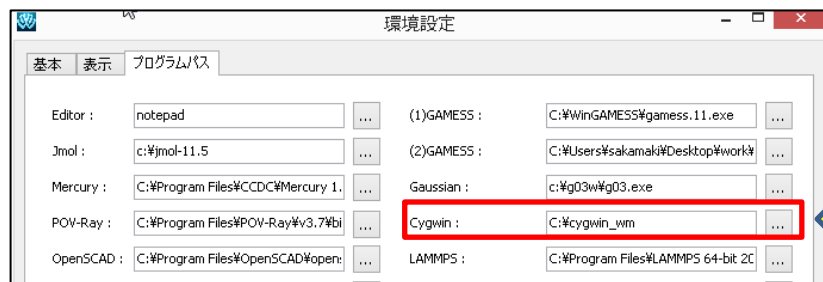 環境設定
基本 表示 プログラムパス
Editor : notepad ... (1)GAMESS : C:¥WinGAMESS¥gamess.11.exe ...
Jmol : c:¥jmol-11.5 ... (2)GAMESS : C:¥Users¥sakamaki¥Desktop¥work¥ ...
Mercury : C:¥Program Files¥CCDC¥Mercury 1. ... Gaussian : c:¥g03w¥g03.exe ...
POV-Ray : C:¥Program Files¥POV-Ray¥v3.7¥bi ... Cygwin : C:¥cygwin_wm ...
OpenSCAD : C:¥Program Files¥OpenSCAD¥open: ... LAMMPS : C:¥Program Files¥LAMMPS 64-bit 20 ...